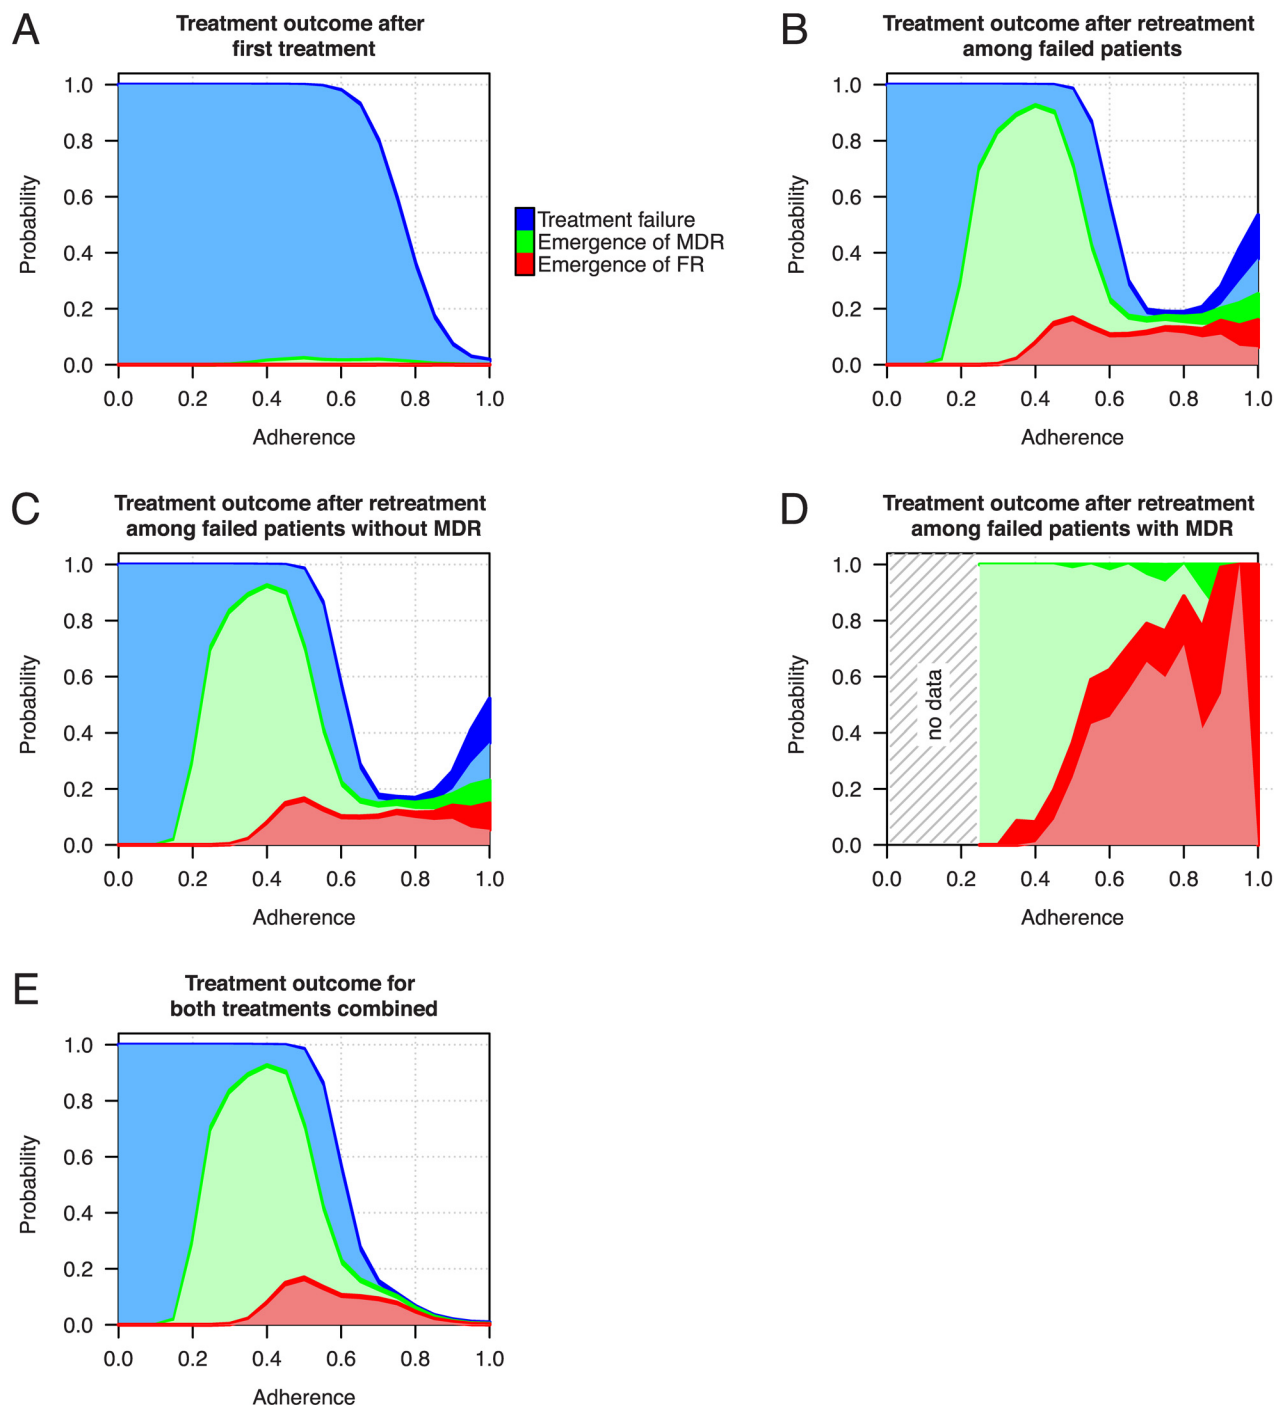 A
Treatment outcome after
first treatment
Probability
1.0
0.8
0.6
0.4
0.2
0.0
0.0 0.2 0.4 0.6 0.8 1.0
Adherence
Treatment failure
Emergence of MDR
Emergence of FR
B
Treatment outcome after retreatment
among failed patients
Probability
1.0
0.8
0.6
0.4
0.2
0.0
0.0 0.2 0.4 0.6 0.8 1.0
Adherence
C
Treatment outcome after retreatment
among failed patients without MDR
Probability
1.0
0.8
0.6
0.4
0.2
0.0
0.0 0.2 0.4 0.6 0.8 1.0
Adherence
D
Treatment outcome after retreatment
among failed patients with MDR
Probability
1.0
0.8
0.6
0.4
0.2
0.0
no data
0.0 0.2 0.4 0.6 0.8 1.0
Adherence
E
Treatment outcome for
both treatments combined
Probability
1.0
0.8
0.6
0.4
0.2
0.0
0.0 0.2 0.4 0.6 0.8 1.0
Adherence